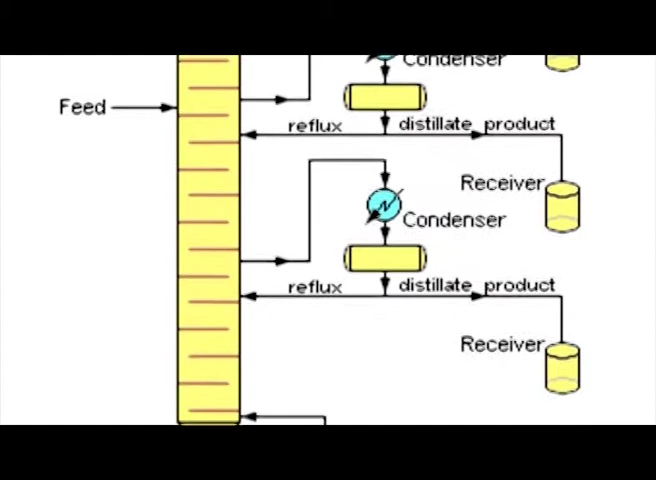 Condenser
Feed
reflux distillate product
Receiver
Condenser
reflux distillate product
Receiver